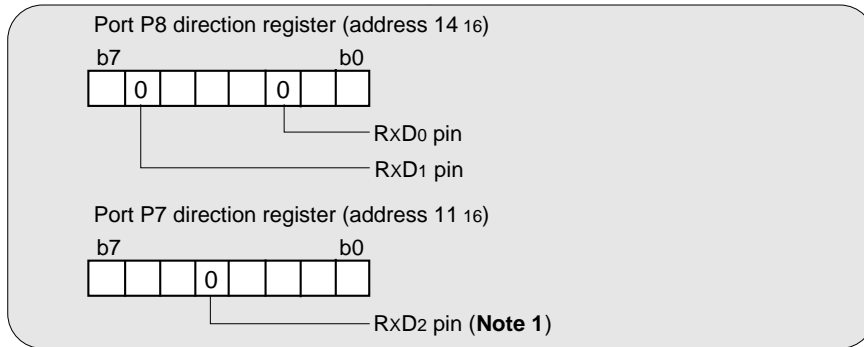 Port P8 direction register (address 14 16)
b7 b0
0 0
RxD0 pin
RxD1 pin
Port P7 direction register (address 11 16)
b7 b0
0
RxD2 pin (Note 1)